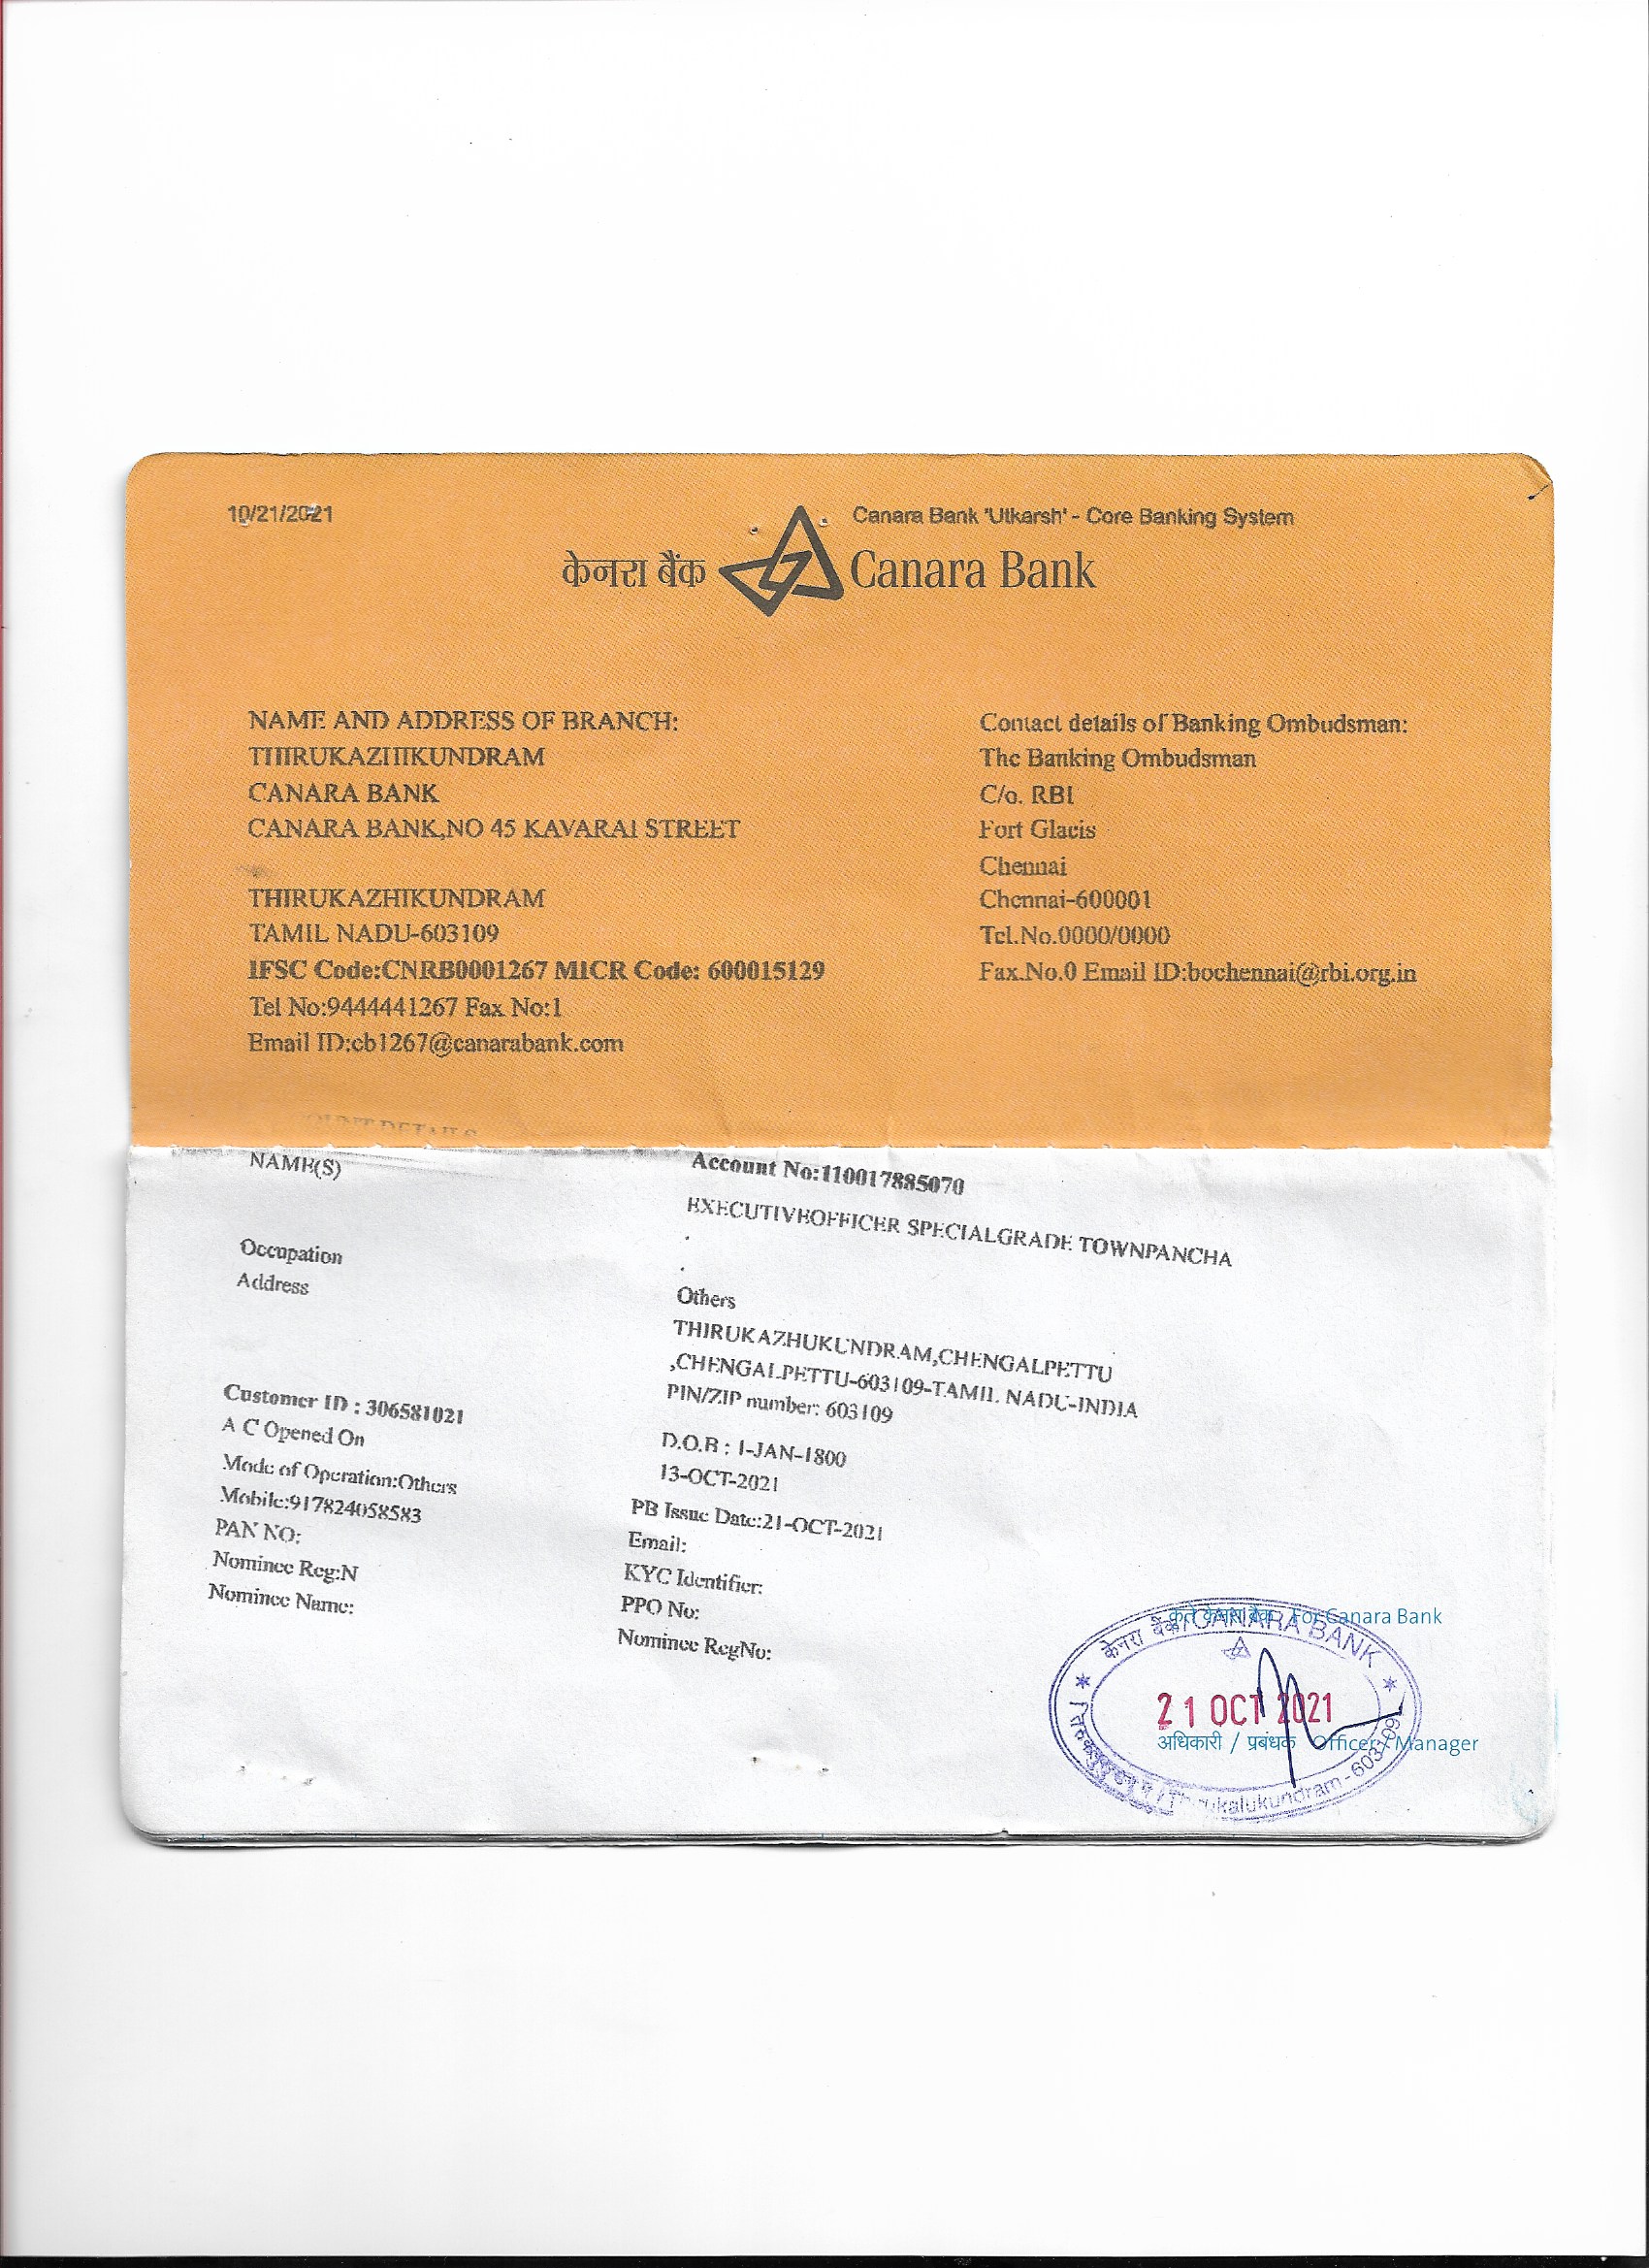 10/21/2021
Canara Bank 'Utkarsh' - Core Banking System
केनरा बैंक Canara Bank
NAME AND ADDRESS OF BRANCH:
THIRUKAZHIKUNDRAM
CANARA BANK
CANARA BANK,NO 45 KAVARAI STREET
THIRUKAZHIKUNDRAM
TAMIL NADU-603109
IFSC Code:CNRB0001267 MICR Code: 600015129
Tel No:9444441267 Fax No:1
Email ID:cb1267@canarabank.com
Contact details of Banking Ombudsman:
The Banking Ombudsman
C/o. RBI
Fort Glacis
Chennai
Chennai-600001
Tel.No.0000/0000
Fax.No.0 Email ID:bochennai@rbi.org.in
DETAILS
Account No:110017885070
NAME(S)
EXECUTIVEOFFICER SPECIALGRADE TOWNPANCHA
.
.
Occupation
Others
Address
THIRUKAZHUKUNDRAM,CHENGALPETTU
,CHENGALPETTU-603109-TAMIL NADU-INDIA
PIN/ZIP number: 603109
Customer ID : 306581021
D.O.B : 1-JAN-1800
A C Opened On
13-OCT-2021
Mode of Operation:Others
PB Issue Date:21-OCT-2021
Mobile:917824058583
Email:
PAN NO:
KYC Identifier:
Nominee Reg:N
PPO No:
Nominee Name:
Nominee RegNo:
कृते केनरा बैंक For Canara Bank
केनरा बैंक / CANARA BANK
21 OCT 2021
अधिकारी / प्रबंधक Officer / Manager
Thirukalukundram - 603109